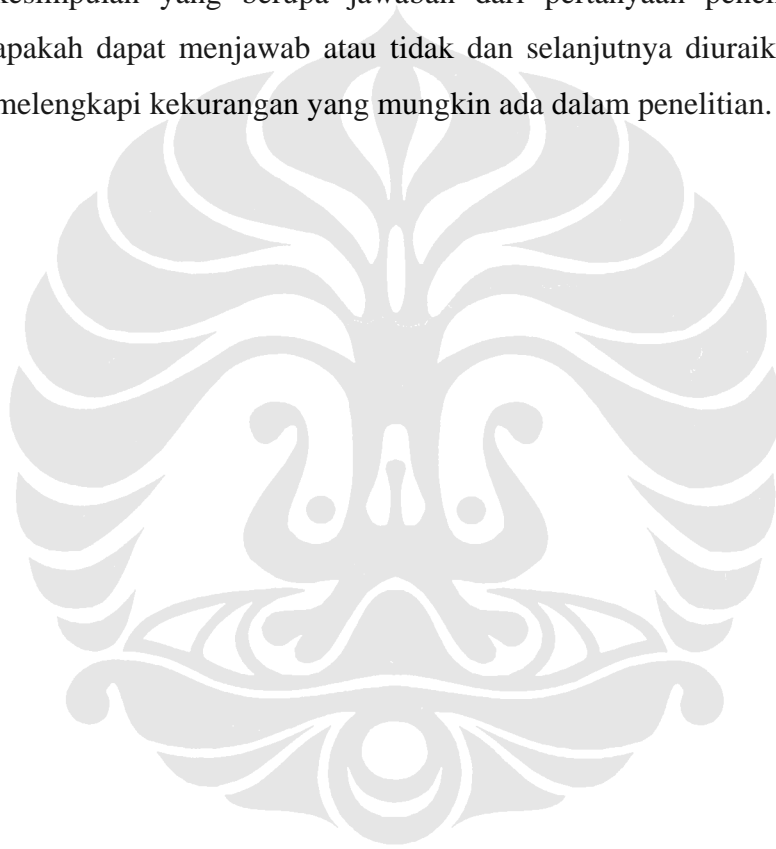 yang berupa jawaban dari pertanyaan
apakah dapat menjawab atau tidak dan selanjutnya
melengkapi kekurangan yang mungkin ada dalam penelitian.